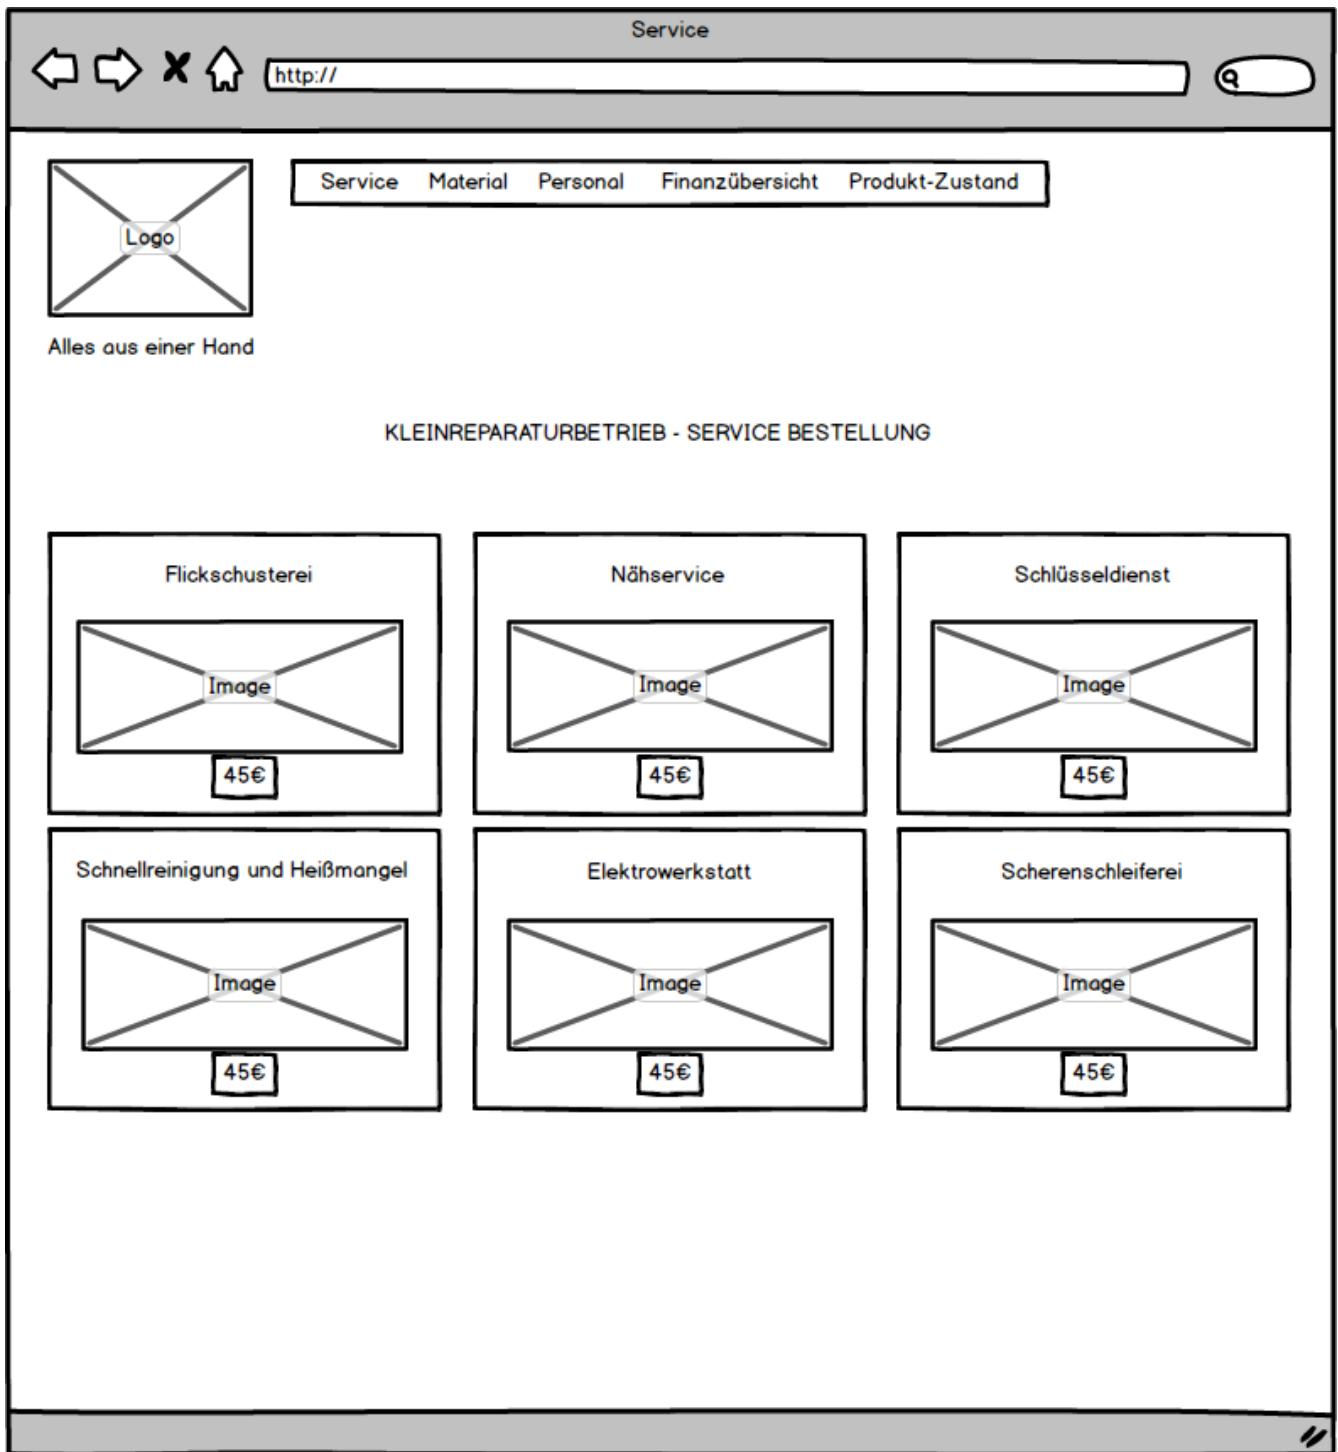 Service
http://
Service Material Personal Finanzübersicht Produkt-Zustand
Logo
Alles aus einer Hand
KLEINREPARATURBETRIEB - SERVICE BESTELLUNG
Flickschusterei
Nähservice
Schlüsseldienst
Image
Image
Image
45€
45€
45€
Schnellreinigung und Heißmangel
Elektrowerkstatt
Scherenschleiferei
Image
Image
Image
45€
45€
45€